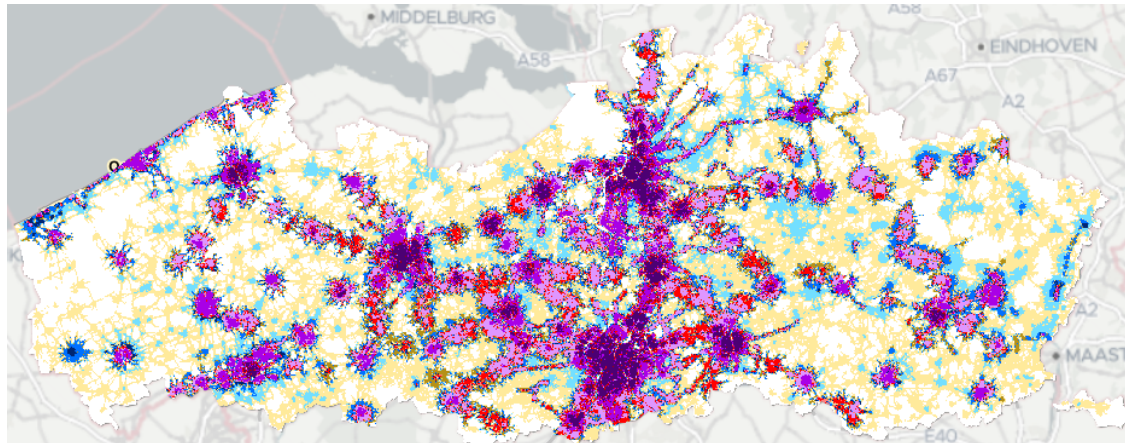 MIDDELBURG
A58
A58
EINDHOVEN
A67
A2
A2
MAAST
E40